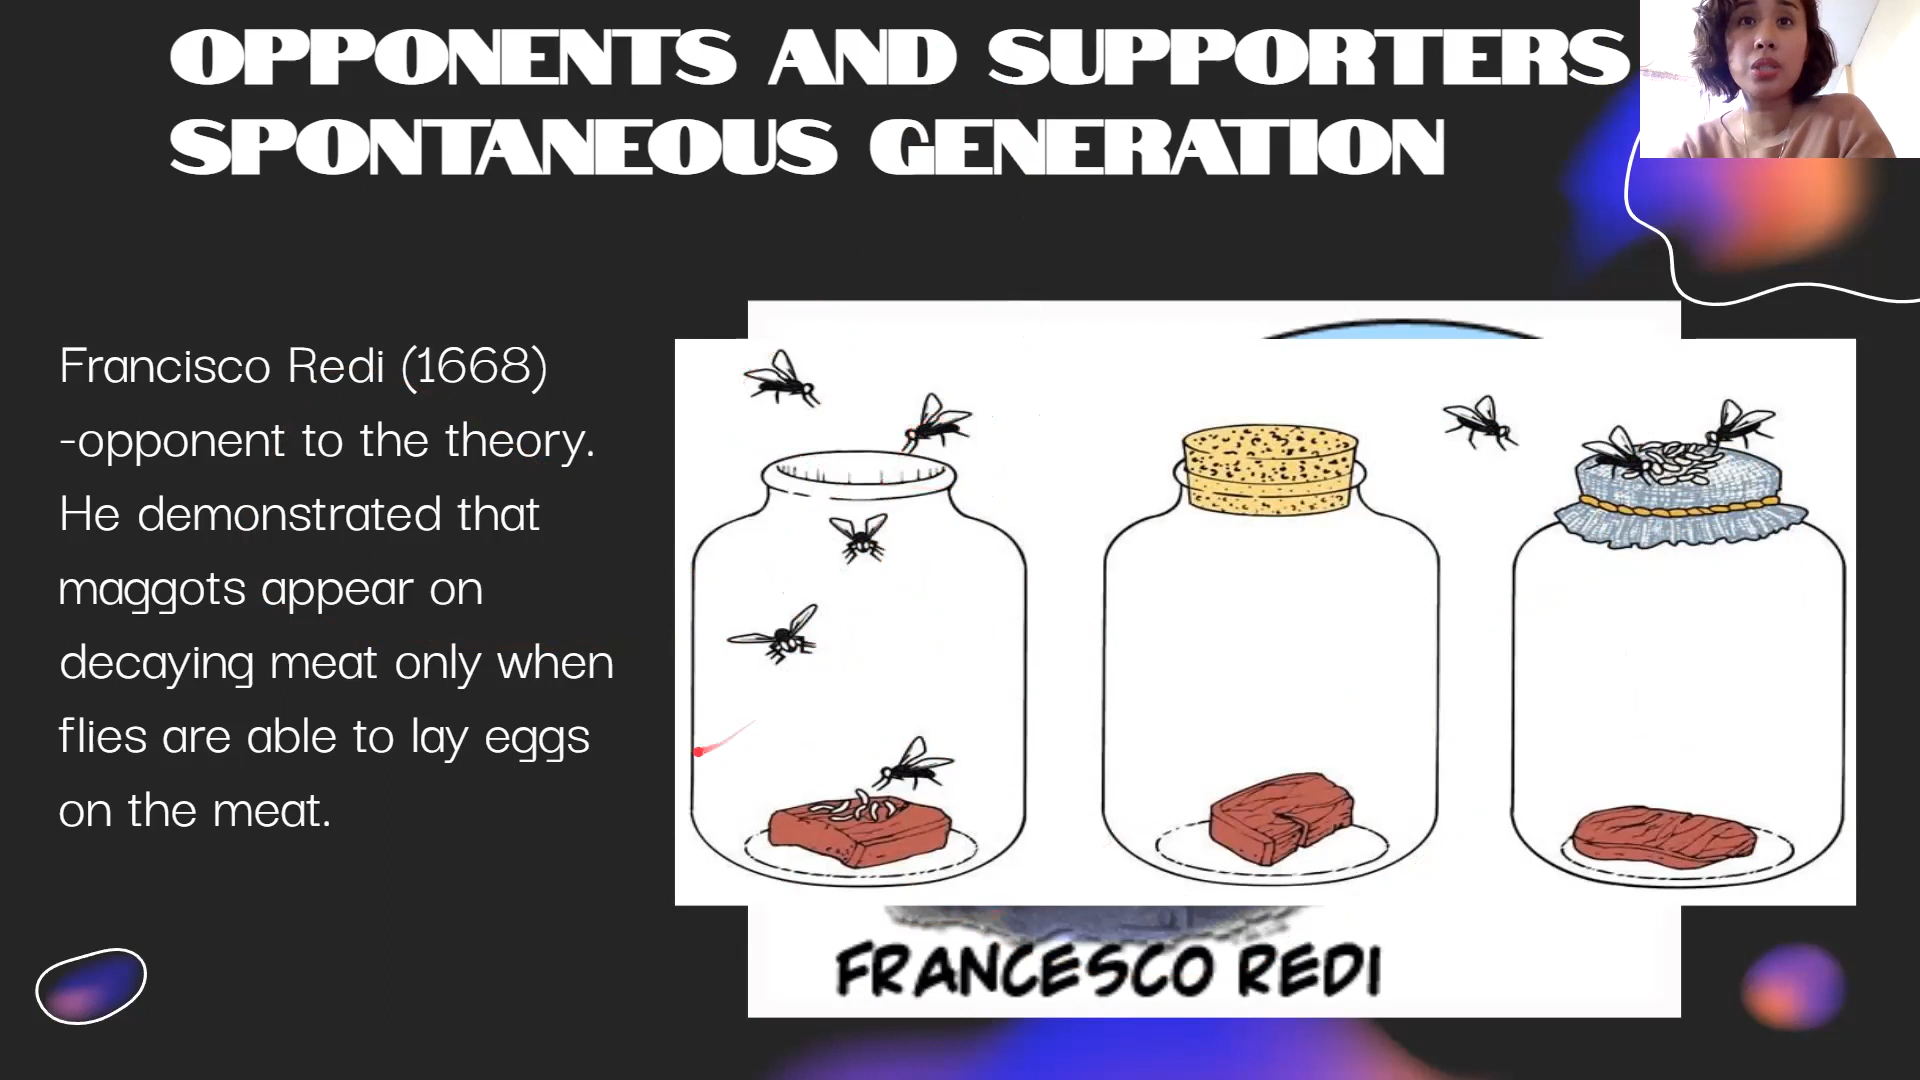 OPPONENTS AND SUPPORTERS
SPONTANEOUS GENERATION
Francisco Redi (1668)
-opponent to the theory.
He demonstrated that
maggots appear on
decaying meat only when
flies are able to lay eggs
on the meat.
FRANCESCO REDI